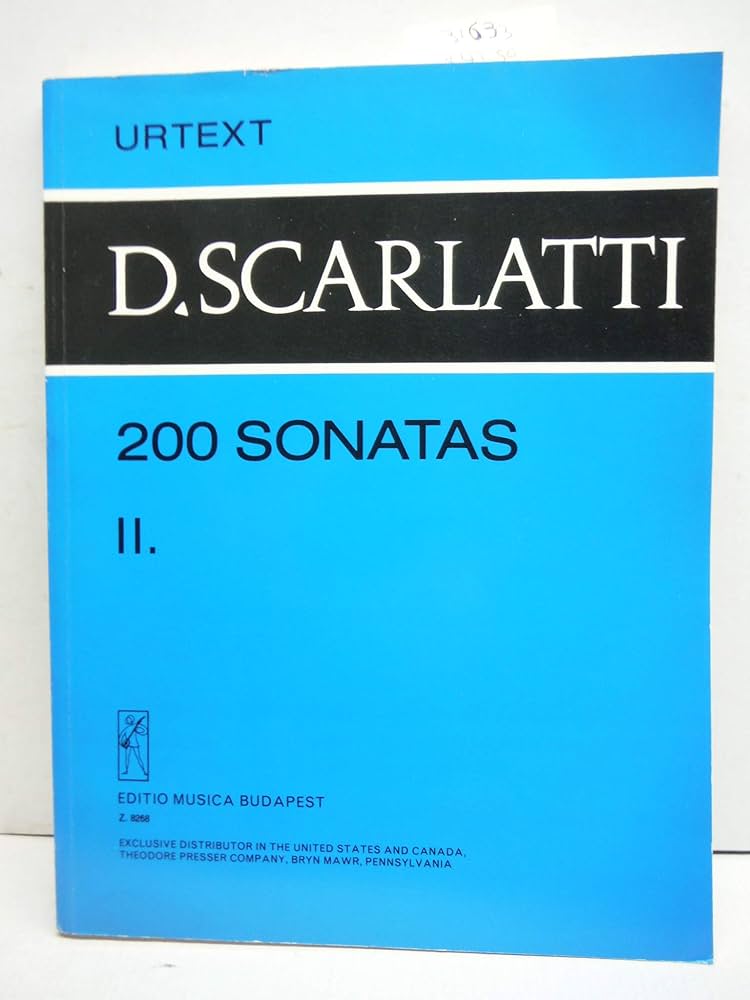 31633
URTEXT
D. SCARLATTI
200 SONATAS
II.
EDITIO MUSICA BUDAPEST
Z. 8268
EXCLUSIVE DISTRIBUTOR IN THE UNITED STATES AND CANADA,
THEODORE PRESSER COMPANY, BRYN MAWR, PENNSYLVANIA